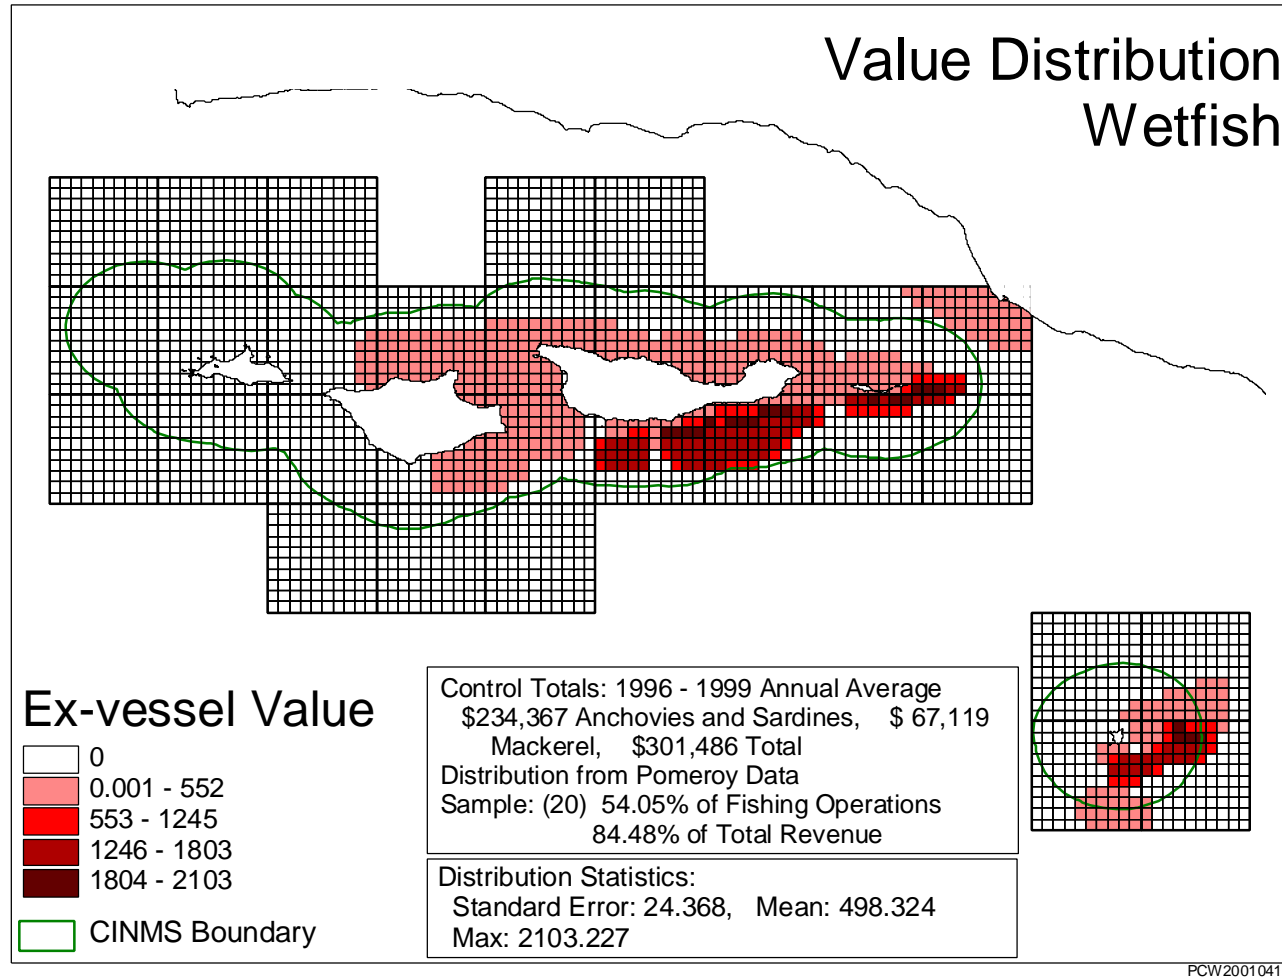 Value Distribution
Wetfish
Ex-vessel Value
0
0.001 - 552
553 - 1245
1246 - 1803
1804 - 2103
CINMS Boundary
Control Totals: 1996 - 1999 Annual Average
$234,367 Anchovies and Sardines, $ 67,119
Mackerel, $301,486 Total
Distribution from Pomeroy Data
Sample: (20) 54.05% of Fishing Operations
84.48% of Total Revenue
Distribution Statistics:
Standard Error: 24.368, Mean: 498.324
Max: 2103.227
PCW2001041